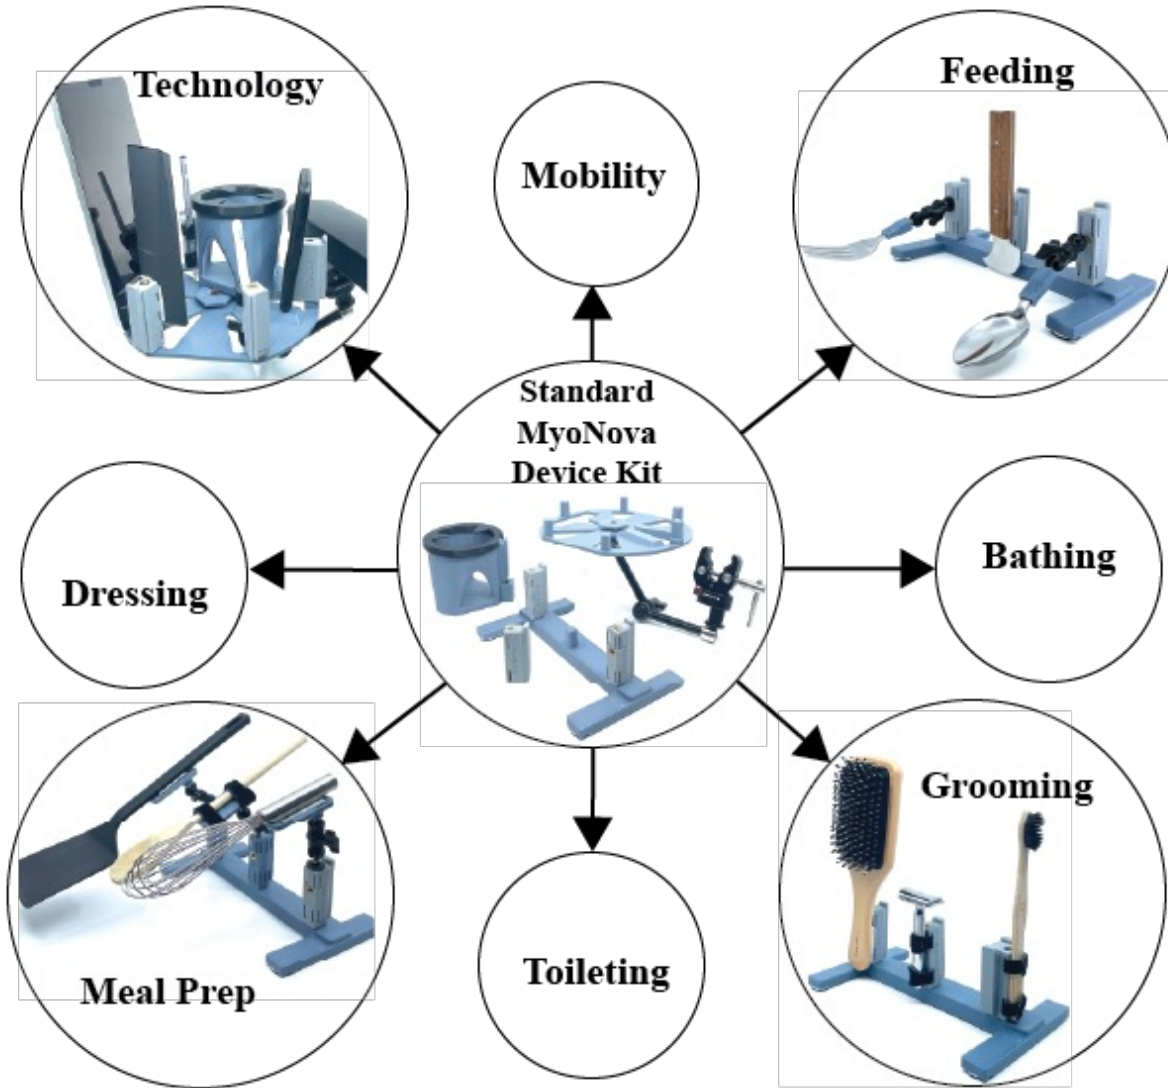 Technology
Feeding
Mobility
Standard
MyoNova
Device Kit
Dressing
Bathing
Grooming
Meal Prep
Toileting